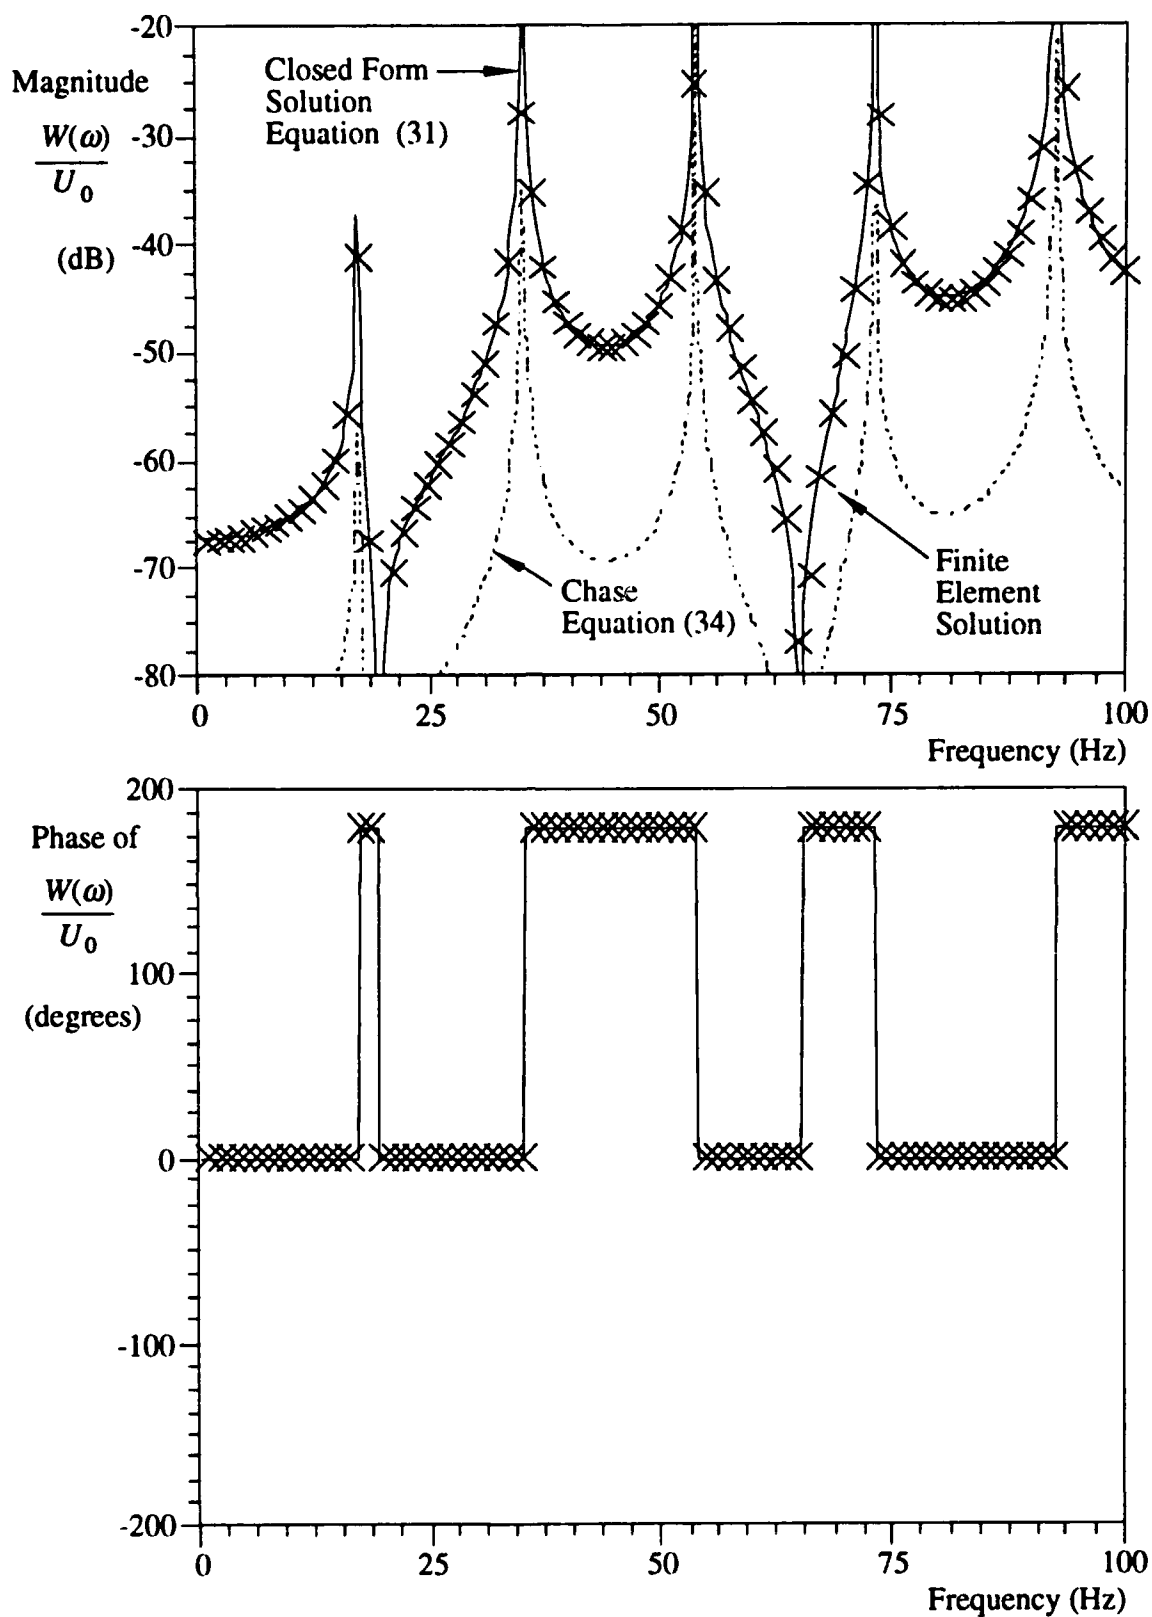 -20
Magnitude
W(ω)
U0
(dB)
-30
-40
-50
-60
-70
-80
Closed Form
Solution
Equation (31)
Chase
Equation (34)
Finite
Element
Solution
0 25 50 75 100
Frequency (Hz)
200
Phase of
W(ω)
U0
(degrees)
100
0
-100
-200
0 25 50 75 100
Frequency (Hz)